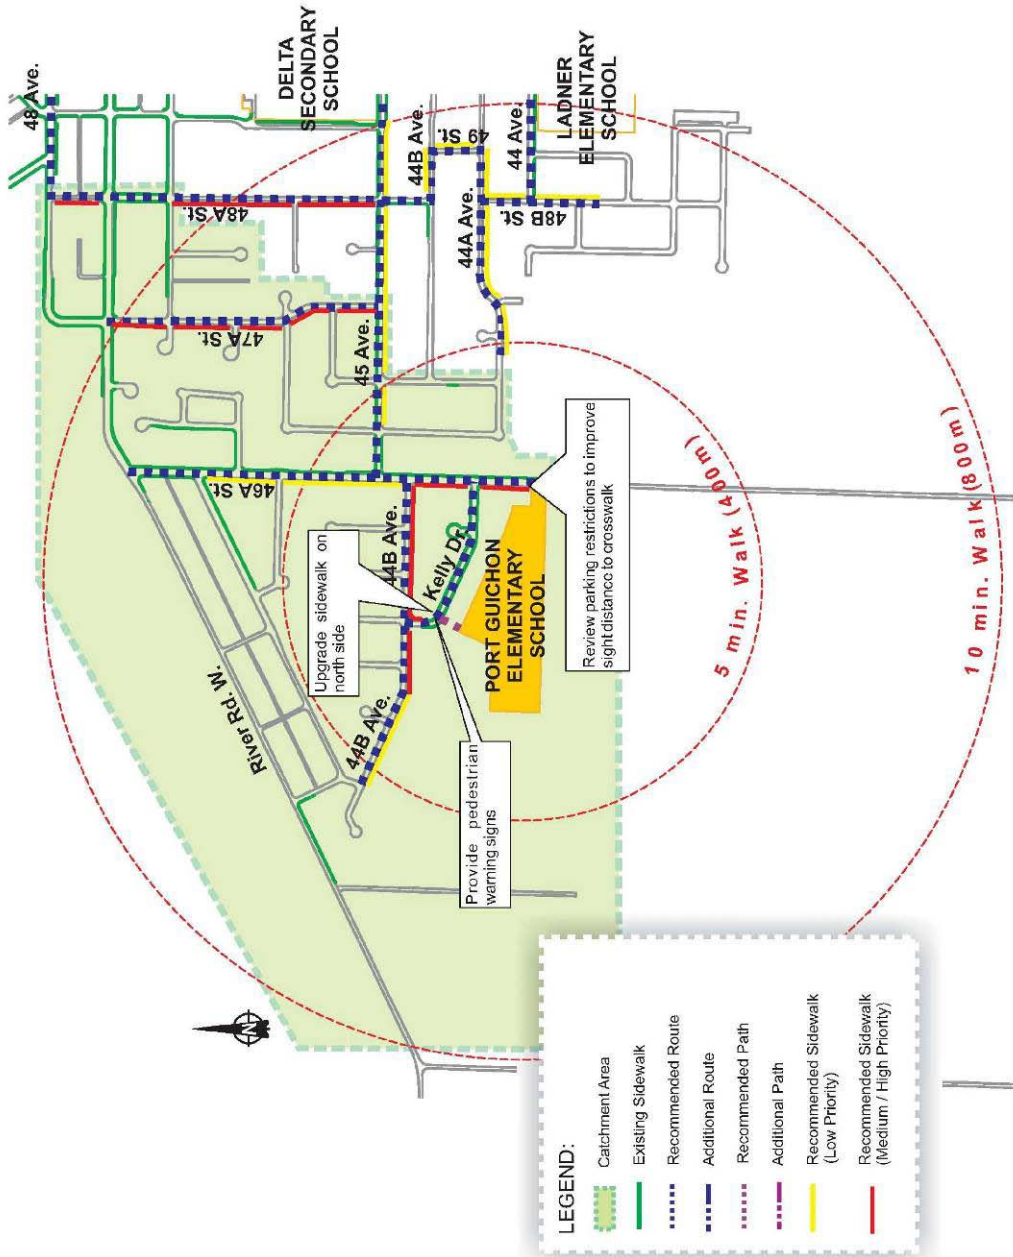 48 Ave.
DELTA
SECONDARY
SCHOOL
44B Ave.
49 St.
44 Ave.
LADNER
ELEMENTARY
SCHOOL
48A St.
44A Ave.
48B St.
47A St.
45 Ave.
46A St.
44B Ave.
Kelly Dr.
River Rd. W.
44B Ave.
PORT GUICHON
ELEMENTARY
SCHOOL
Upgrade sidewalk on
north side
Provide pedestrian
warning signs
Review parking restrictions to improve
sight distance to crosswalk
5 min. Walk (400m)
10 min. Walk (800m)
N
LEGEND:
Catchment Area
Existing Sidewalk
Recommended Route
Additional Route
Recommended Path
Additional Path
Recommended Sidewalk
(Low Priority)
Recommended Sidewalk
(Medium / High Priority)